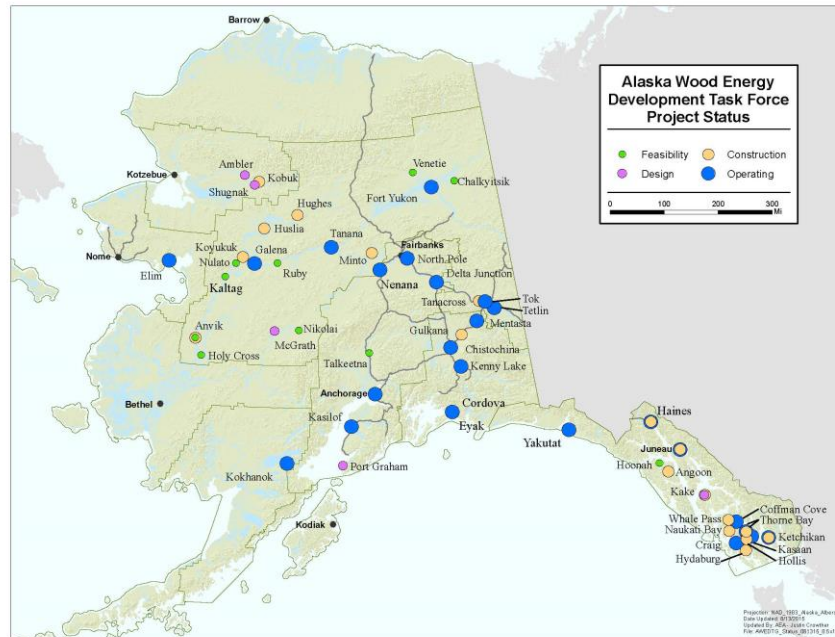 Barrow
Alaska Wood Energy
Development Task Force
Project Status
Feasibility
Construction
Design
Operating
300 200 100 0 300
Mi
Venetie
Chalkyitsik
Fort Yukon
Ambler
Kobuk
Shugnak
Kotzebue
Hughes
Huslia
Tanana
Koyukuk
Galena
Nulato
Ruby
Kaltag
Nome
Elim
Minto
Fairbanks
North Pole
Nenana
Delta Junction
Tanacross
Tok
Tetlin
Mentasta
Gulkana
Chistochina
Kenny Lake
Anvik
Nikolai
McGrath
Holy Cross
Talkeetna
Bethel
Anchorage
Kasilof
Cordova
Eyak
Yakutat
Haines
Juneau
Hoonah
Angoon
Kake
Kokhanok
Port Graham
Kodiak
Coffman Cove
Whale Pass
Thorne Bay
Naukati Bay
Ketchikan
Craig
Kasaan
Hydaburg
Hollis